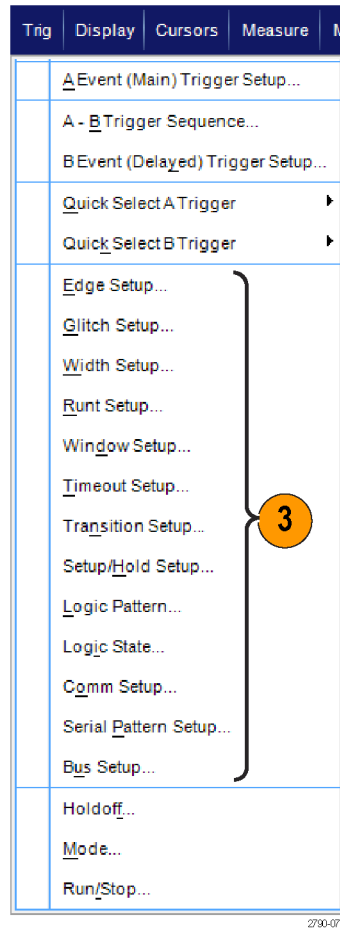 Trig Display Cursors Measure
A Event (Main) Trigger Setup...
A - B Trigger Sequence...
B Event (Delayed) Trigger Setup...
Quick Select A Trigger
Quick Select B Trigger
Edge Setup...
Glitch Setup...
Width Setup...
Runt Setup...
Window Setup...
Timeout Setup...
Transition Setup...
3
Setup/Hold Setup...
Logic Pattern...
Logic State...
Comm Setup...
Serial Pattern Setup...
Bus Setup...
Holdoff...
Mode...
Run/Stop...
2790-07